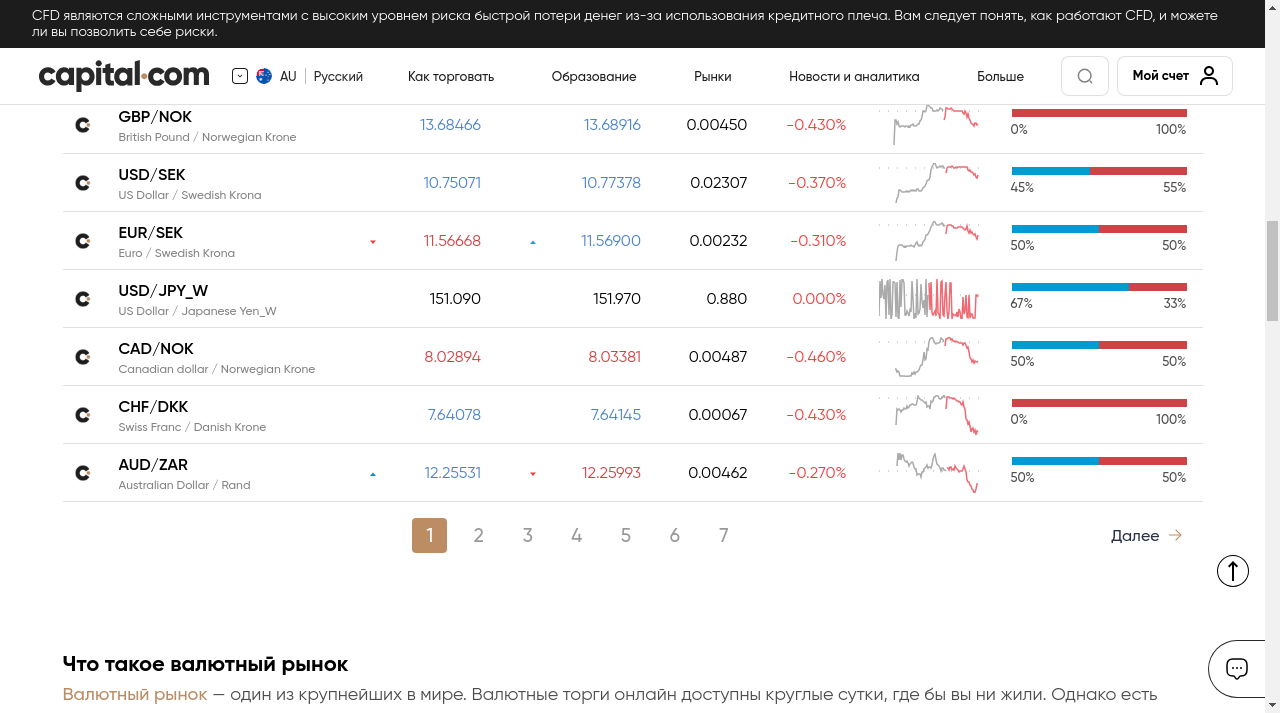 CFD являются сложными инструментами с высоким уровнем риска быстрой потери денег из-за использования кредитного плеча. Вам следует понять, как работают CFD, и можете
ли вы позволить себе риски.
capital.com AU Русский Как торговать Образование Рынки Новости и аналитика Больше Мой счет
GBP/NOK 13.68466 13.68916 0.00450 -0.430%
British Pound / Norwegian Krone 0% 100%
USD/SEK 10.75071 10.77378 0.02307 -0.370%
US Dollar / Swedish Krona 45% 55%
EUR/SEK 11.56668 11.56900 0.00232 -0.310%
Euro / Swedish Krona 50% 50%
USD/JPY_W 151.090 151.970 0.880 0.000%
US Dollar / Japanese Yen_W 67% 33%
CAD/NOK 8.02894 8.03381 0.00487 -0.460%
Canadian dollar / Norwegian Krone 50% 50%
CHF/DKK 7.64078 7.64145 0.00067 -0.430%
Swiss Franc / Danish Krone 0% 100%
AUD/ZAR 12.25531 12.25993 0.00462 -0.270%
Australian Dollar / Rand 50% 50%
1 2 3 4 5 6 7 Далее
Что такое валютный рынок
Валютный рынок — один из крупнейших в мире. Валютные торги онлайн доступны круглые сутки, где бы вы ни жили. Однако есть